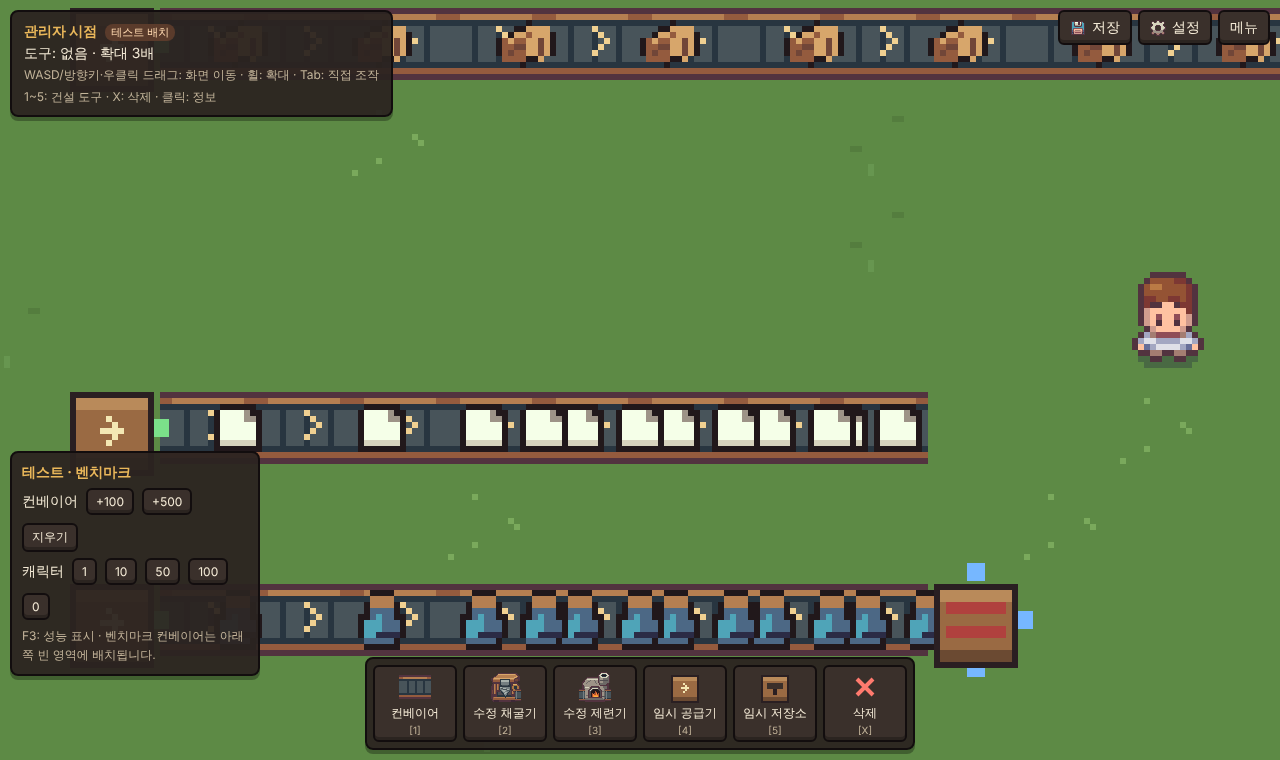 관리자 시점 테스트 배치
도구: 없음 · 확대 3배
WASD/방향키·우클릭 드래그: 화면 이동 · 휠: 확대 · Tab: 직접 조작
1~5: 건설 도구 · X: 삭제 · 클릭: 정보
저장 설정 메뉴
테스트 · 벤치마크
컨베이어 +100 +500
지우기
캐릭터 1 10 50 100
0
F3: 성능 표시 · 벤치마크 컨베이어는 아래
쪽 빈 영역에 배치됩니다.
컨베이어 수정 채굴기 수정 제련기 임시 공급기 임시 저장소 삭제
[1] [2] [3] [4] [5] [X]